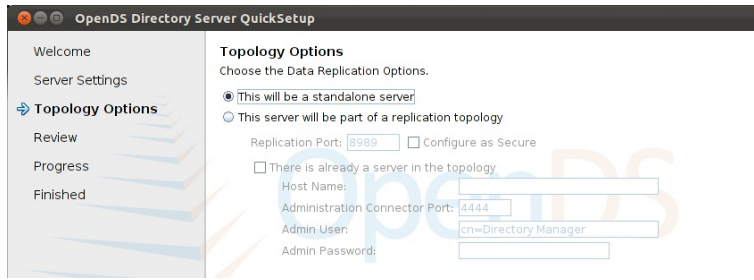 OpenDS Directory Server QuickSetup
Welcome
Server Settings
Topology Options
Review
Progress
Finished
Topology Options
Choose the Data Replication Options.
This will be a standalone server
This server will be part of a replication topology
Replication Port: 8989 Configure as Secure
There is already a server in the topology
Host Name:
Administration Connector Port: 4444
Admin User: cn=Directory Manager
Admin Password:
OpenDS